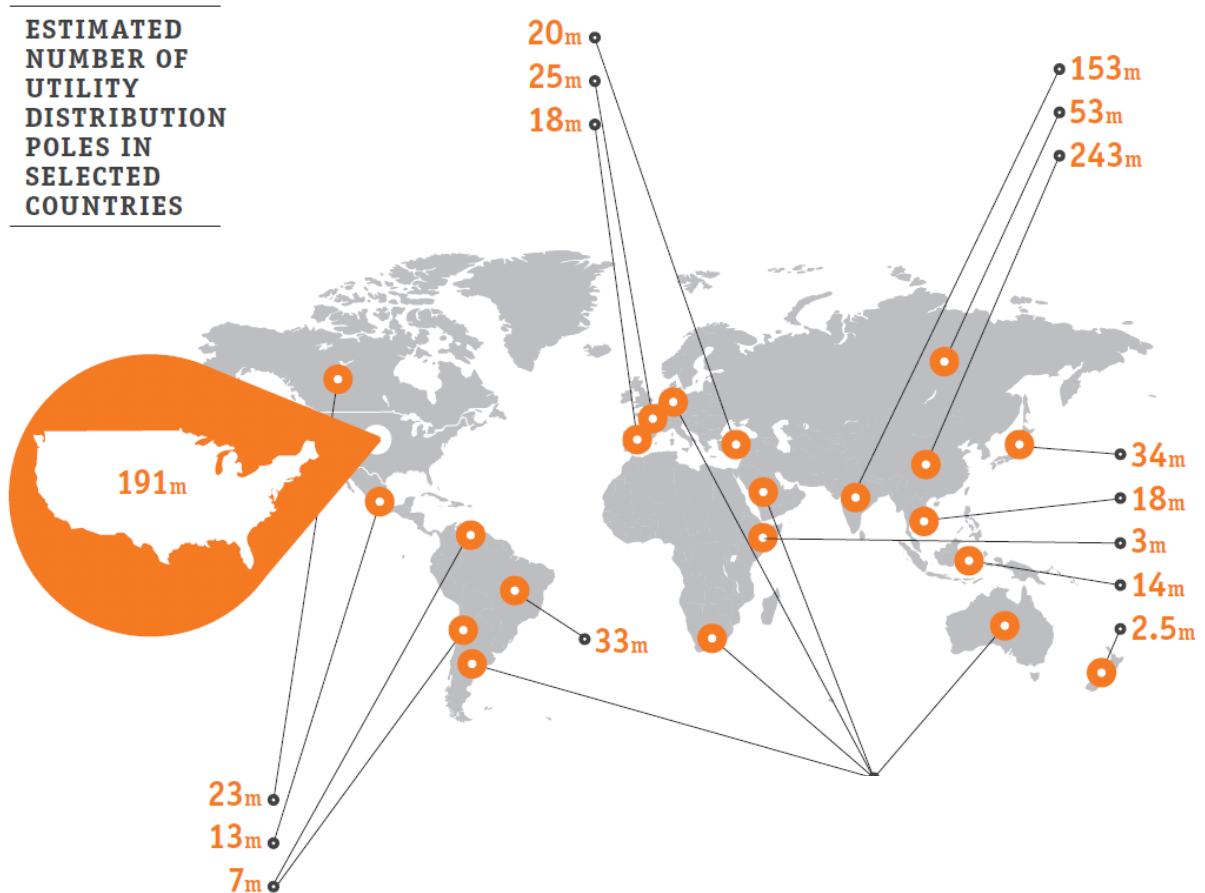 ESTIMATED
NUMBER OF
UTILITY
DISTRIBUTION
POLES IN
SELECTED
COUNTRIES
20m
25m
18m
153m
53m
243m
191m
34m
18m
3m
14m
2.5m
33m
23m
13m
7m